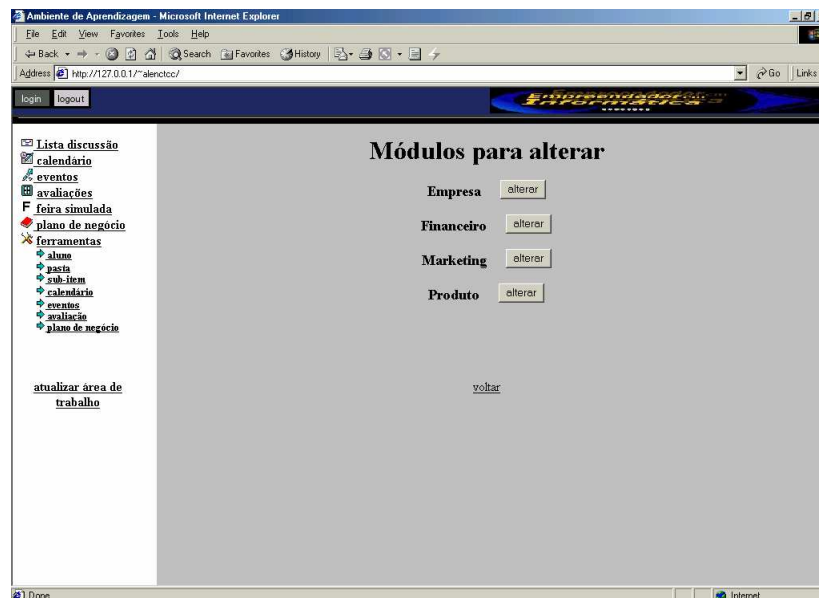 Ambiente de Aprendizagem - Microsoft Internet Explorer
File Edit View Favorites Tools Help
Back Search Favorites History
Address http://127.0.0.1/~alenctcc/ Go Links
login logout
Empreendedor em
Informática
Lista discussão
calendário
eventos
avaliações
F feira simulada
plano de negócio
ferramentas
aluno
pasta
sub-item
calendário
eventos
avaliação
plano de negócio
atualizar área de
trabalho
Módulos para alterar
Empresa alterar
Financeiro alterar
Marketing alterar
Produto alterar
voltar
Done Internet